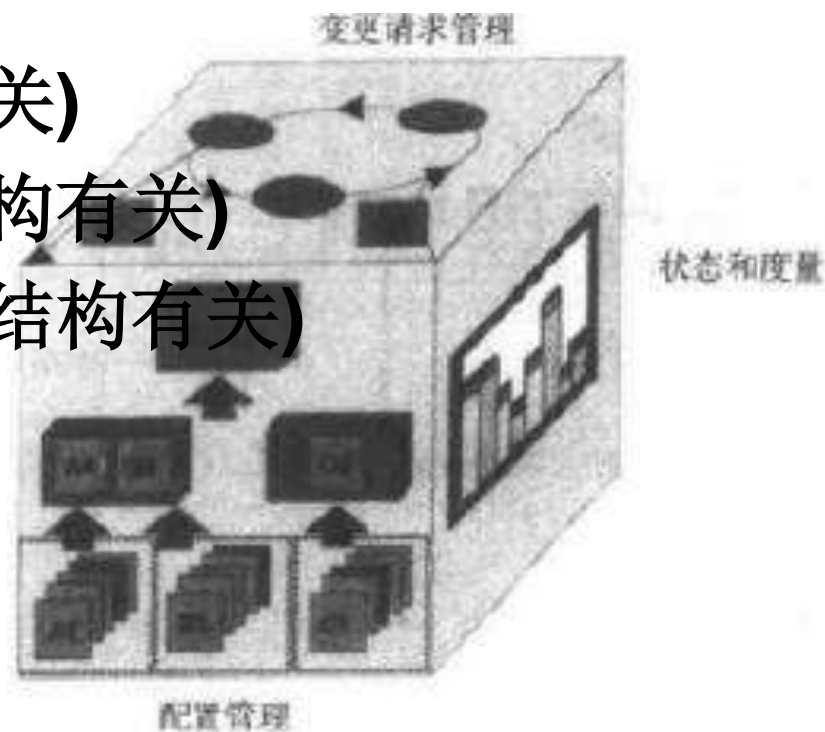 变更请求管理
关)
构有关)
状态和度量
结构有关)
配置管理